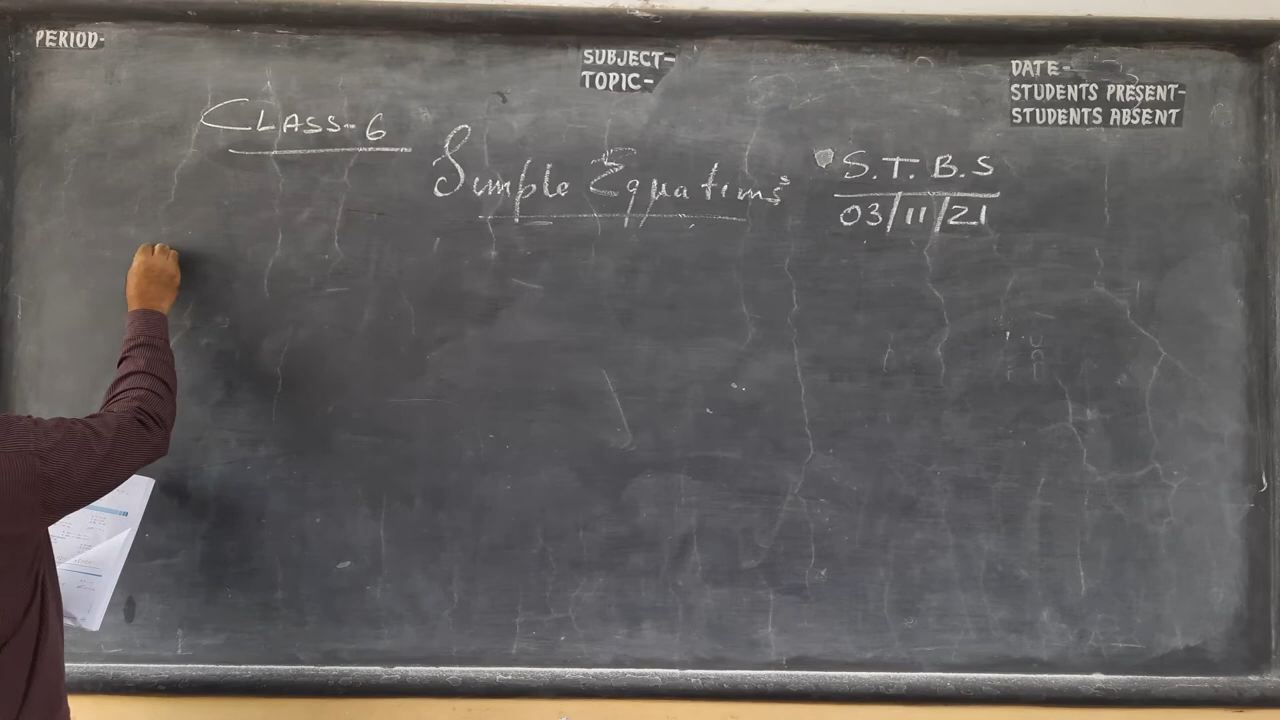 PERIOD-
SUBJECT-
TOPIC-
DATE-
STUDENTS PRESENT-
STUDENTS ABSENT
CLASS-6
Simple Equations
S.T.B.S
03/11/21